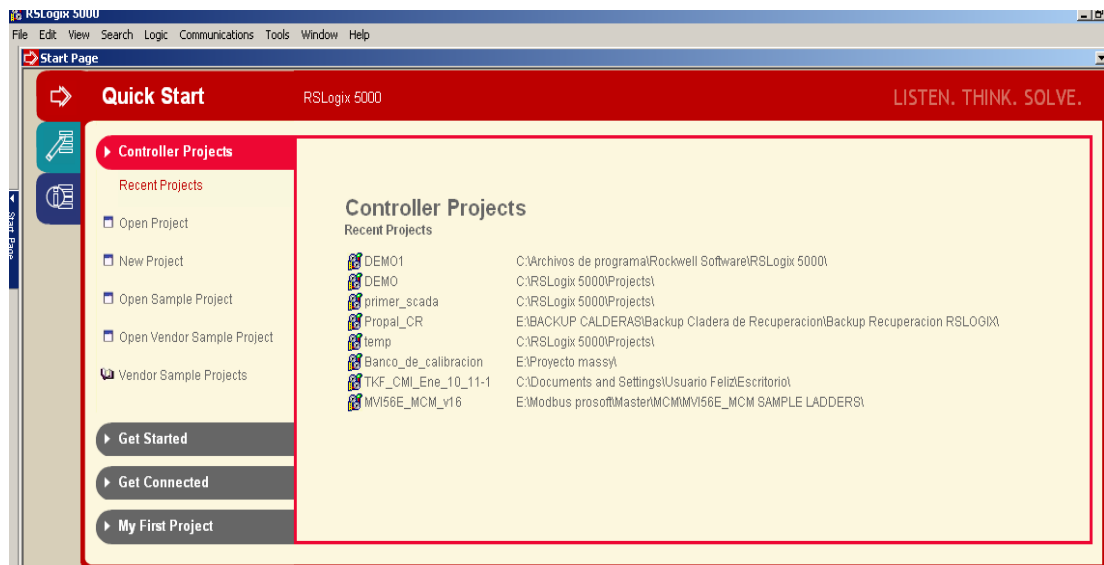 RSLogix 5000
File Edit View Search Logic Communications Tools Window Help
Start Page
Quick Start RSLogix 5000 LISTEN. THINK. SOLVE.
Controller Projects
Recent Projects
Open Project
New Project
Open Sample Project
Open Vendor Sample Project
Vendor Sample Projects
Get Started
Get Connected
My First Project
Start Page
Controller Projects
Recent Projects
DEMO1 C:\Archivos de programa\Rockwell Software\RSLogix 5000\
DEMO C:\RSLogix 5000\Projects\
primer_scada C:\RSLogix 5000\Projects\
Propal_CR E:\BACKUP CALDERAS\Backup Cladera de Recuperacion\Backup Recuperacion RSLOGIX\
temp C:\RSLogix 5000\Projects\
Banco_de_calibracion E:\Proyecto massy\
TKF_CMI_Ene_10_11-1 C:\Documents and Settings\Usuario Feliz\Escritorio\
MVI56E_MCM_v16 E:\Modbus prosoft\Master\MCM\MVI56E_MCM SAMPLE LADDERS\